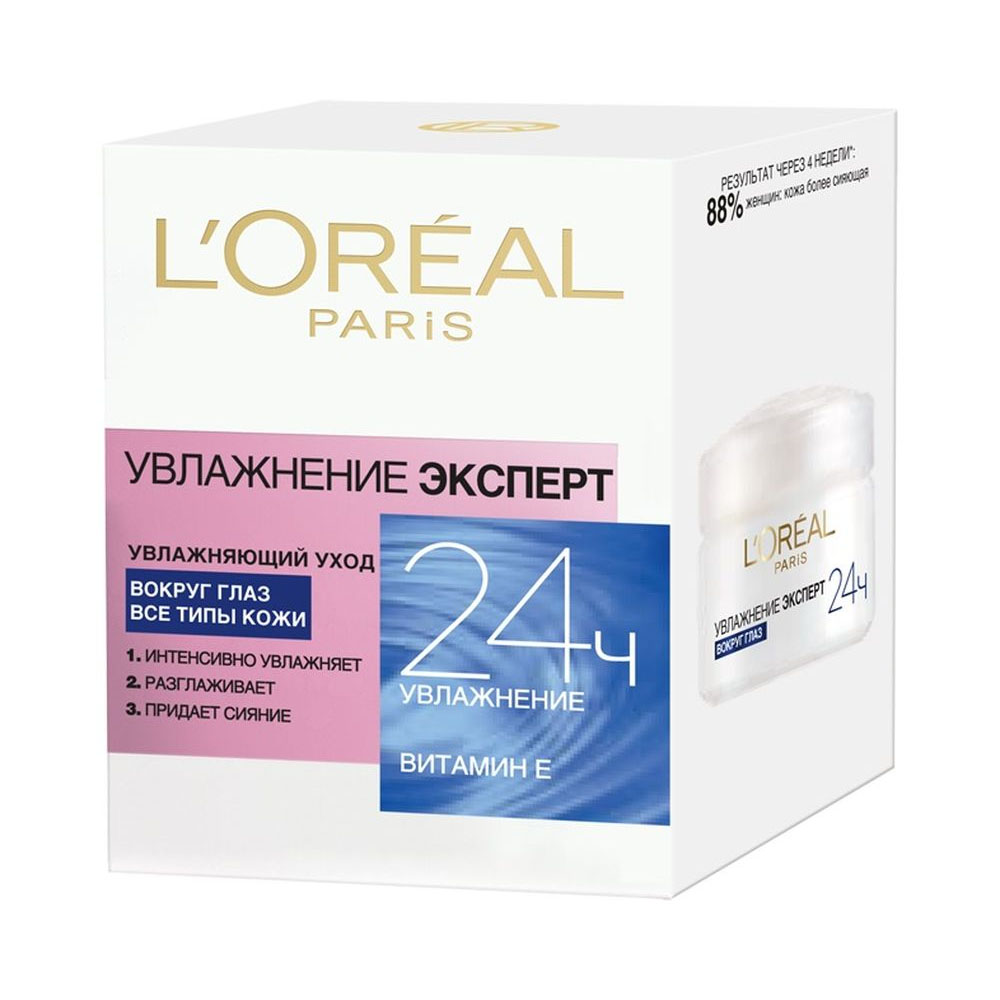 L'ORÉAL
PARiS
УВЛАЖНЕНИЕ ЭКСПЕРТ
УВЛАЖНЯЮЩИЙ УХОД
ВОКРУГ ГЛАЗ
ВСЕ ТИПЫ КОЖИ
1. ИНТЕНСИВНО УВЛАЖНЯЕТ
2. РАЗГЛАЖИВАЕТ
3. ПРИДАЕТ СИЯНИЕ
24ч
УВЛАЖНЕНИЕ
ВИТАМИН Е
РЕЗУЛЬТАТ ЧЕРЕЗ 4 НЕДЕЛИ*:
88% женщин: кожа более сияющая
L'ORÉAL
PARIS
УВЛАЖНЕНИЕ ЭКСПЕРТ 24ч
ВОКРУГ ГЛАЗ